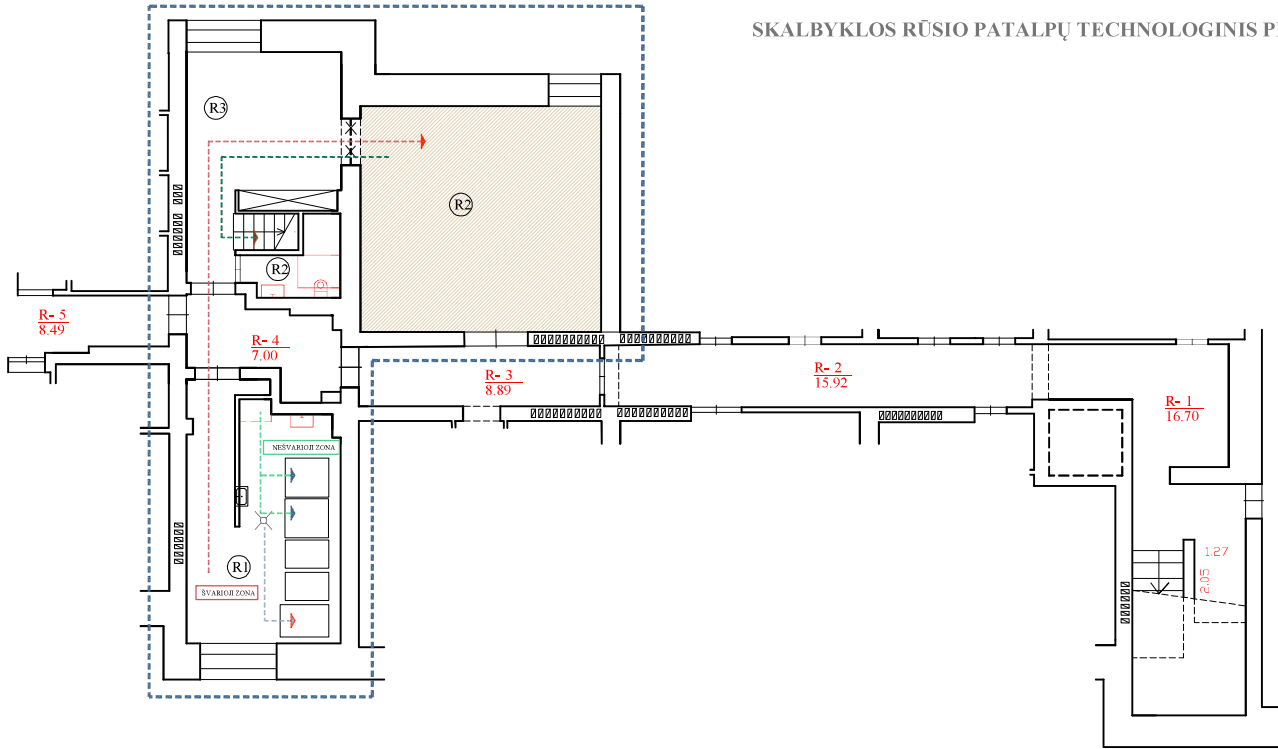 SKALBYKLOS RŪSIO PATALPŲ TECHNOLOGINIS
R3
R2
R2
R- 5
8.49
R- 4
7.00
R- 3
8.89
R- 2
15.92
R- 1
16.70
NEŠVARIOJI ZONA
R1
ŠVARIOJI ZONA
1.27
2.05